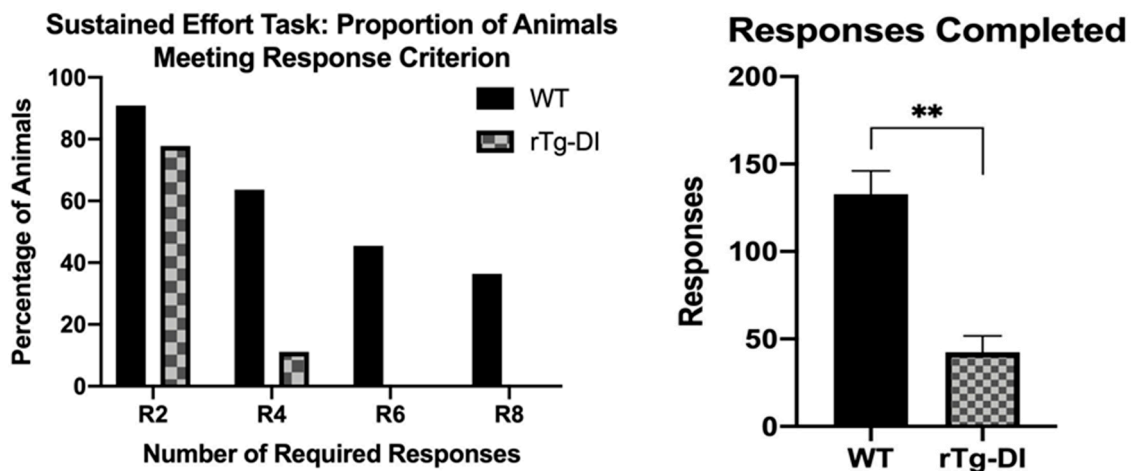 Sustained Effort Task: Proportion of Animals
Meeting Response Criterion
Percentage of Animals
100
80
60
40
20
0
WT
rTg-DI
R2 R4 R6 R8
Number of Required Responses
Responses Completed
Responses
200
150
100
50
0
**
WT rTg-DI